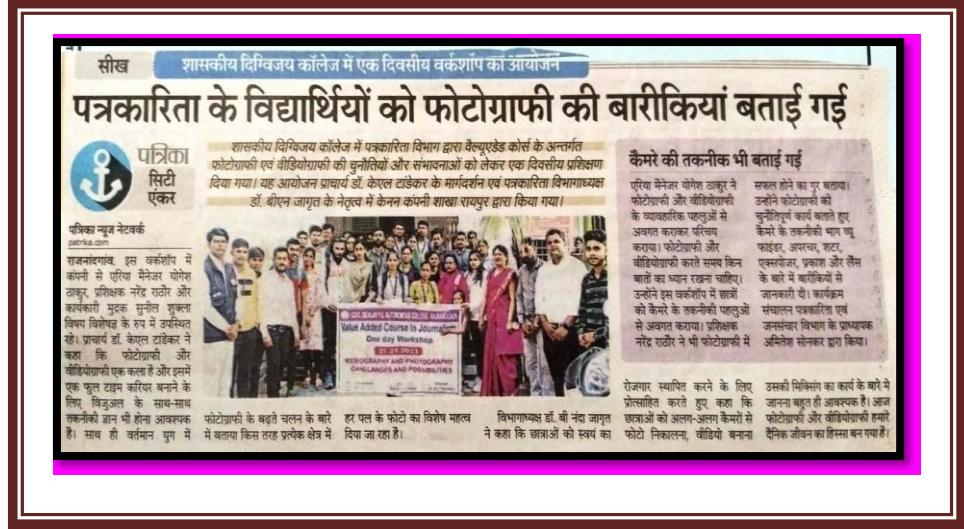 सीख
शासकीय दिग्विजय कॉलेज में एक दिवसीय वर्कशॉप का आयोजन
पत्रकारिता के विद्यार्थियों को फोटोग्राफी की बारीकियां बताई गई
पत्रिका
सिटी
एंकर
पत्रिका न्यूज नेटवर्क
patrika.com
राजनांदगांव. इस वर्कशॉप में
कंपनी से एरिया मैनेजर योगेश
ठाकुर, प्रशिक्षक नरेंद्र राठौर और
कार्यकारी मुद्रक सुनील शुक्ला
विषय विशेषज्ञ के रुप में उपस्थित
रहे। प्राचार्य डॉ. केएल टांडेकर ने
कहा कि फोटोग्राफी और
वीडियोग्राफी एक कला है और इसमें
एक फुल टाइम करियर बनाने के
लिए विजुअल के साथ-साथ
तकनीकी ज्ञान भी होना आवश्यक
है। साथ ही वर्तमान युग में
शासकीय दिग्विजय कॉलेज में पत्रकारिता विभाग द्वारा वैल्यूएडेड कोर्स के अन्तर्गत
फोटोग्राफी एवं वीडियोग्राफी की चुनौतियों और संभावनाओं को लेकर एक दिवसीय प्रशिक्षण
दिया गया। यह आयोजन प्राचार्य डॉ. केएल टांडेकर के मार्गदर्शन एवं पत्रकारिता विभागाध्यक्ष
डॉ. बीएन जागृत के नेतृत्व में केनन कंपनी शाखा रायपुर द्वारा किया गया।
GOVT. DIGVIJAY AUTONOMOUS COLLEGE, RAJNANDGAON
Value Added Course In Journalism
One day Workshop
VIDEOGRAPHY AND PHOTOGRAPHY
CHALLANGES AND POSSIBILITIES
फोटोग्राफी के बढ़ते चलन के बारे
में बताया किस तरह प्रत्येक क्षेत्र में
हर पल के फोटो का विशेष महत्व
दिया जा रहा है।
विभागाध्यक्ष डॉ. बी नंदा जागृत
ने कहा कि छात्राओं को स्वयं का
रोजगार स्थापित करने के लिए
प्रोत्साहित करते हुए कहा कि
छात्राओं को अलग-अलग कैमरों से
फोटो निकालना, वीडियो बनाना
उसकी मिक्सिंग का कार्य के बारे मे
जानना बहुत ही आवश्यक है। आज
फोटोग्राफी और वीडियोग्राफी हमारे
दैनिक जीवन का हिस्सा बन गया है।
कैमरे की तकनीक भी बताई गई
एरिया मैनेजर योगेश ठाकुर ने
फोटोग्राफी और वीडियोग्राफी
के व्यावहारिक पहलुओं से
अवगत कराकर परिचय
कराया। फोटोग्राफी और
वीडियोग्राफी करते समय किन
बातों का ध्यान रखना चाहिए।
उन्होंने इस वर्कशॉप में छात्रों
को कैमरे के तकनीकी पहलुओं
से अवगत कराया। प्रशिक्षक
नरेंद्र राठौर ने भी फोटोग्राफी में
सफल होने का गुर बताया।
उन्होंने फोटोग्राफी को
चुनौतिपूर्ण कार्य बताते हुए
कैमरे के तकनीकी भाग व्यू
फाइंडर, अपरचर, शटर,
एक्सपोजर, प्रकाश और लैंस
के बारे में बारीकियों से
जानकारी दी। कार्यक्रम
संचालन पत्रकारिता एवं
जनसंचार विभाग के प्राध्यापक
अमितेश सोनकर द्वारा किया।